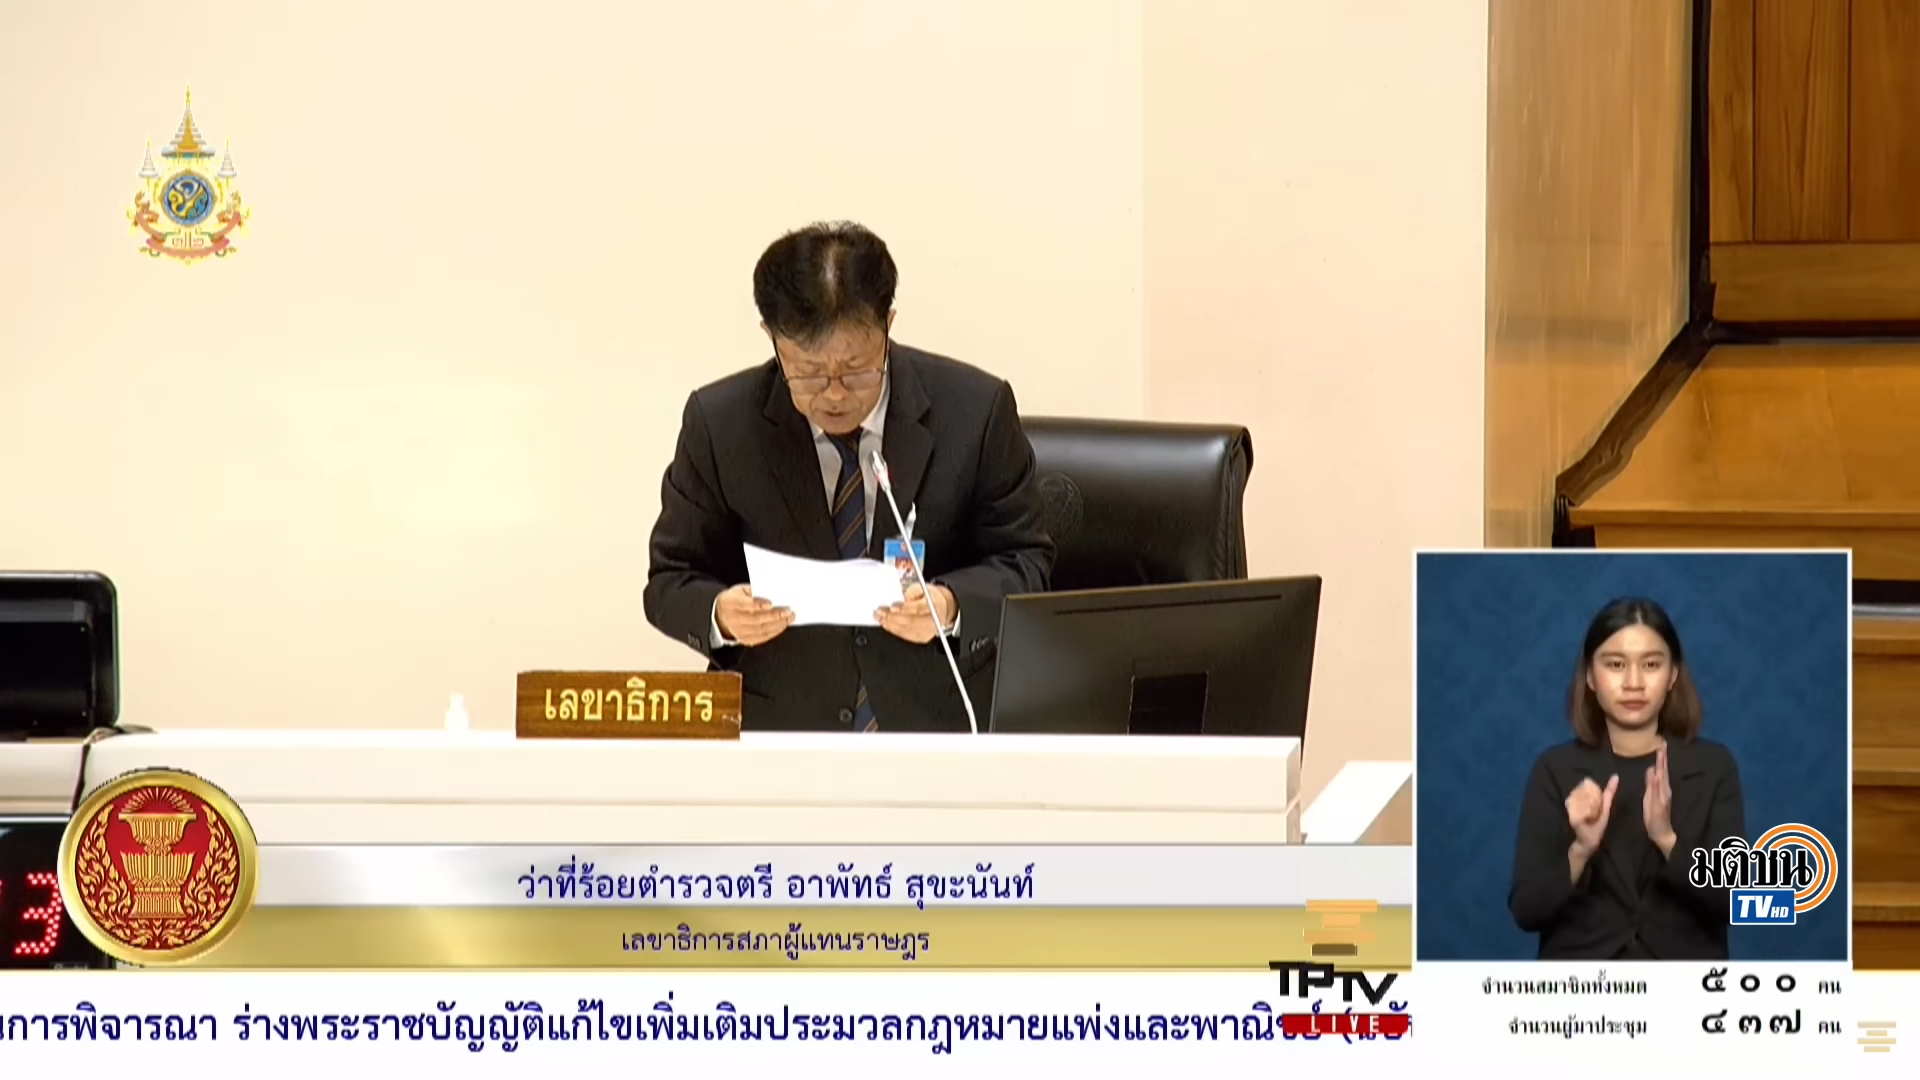 เลขาธิการ
3
ว่าที่ร้อยตำรวจตรี อาพัทธ์ สุขะนันท์
เลขาธิการสภาผู้แทนราษฎร
มติชน
TV HD
TPTV
LIVE
จำนวนสมาชิกทั้งหมด ๕๐๐ คน
จำนวนผู้มาประชุม ๔๓๗ คน
นการพิจารณา ร่างพระราชบัญญัติแก้ไขเพิ่มเติมประมวลกฎหมายแพ่งและพาณิชย์